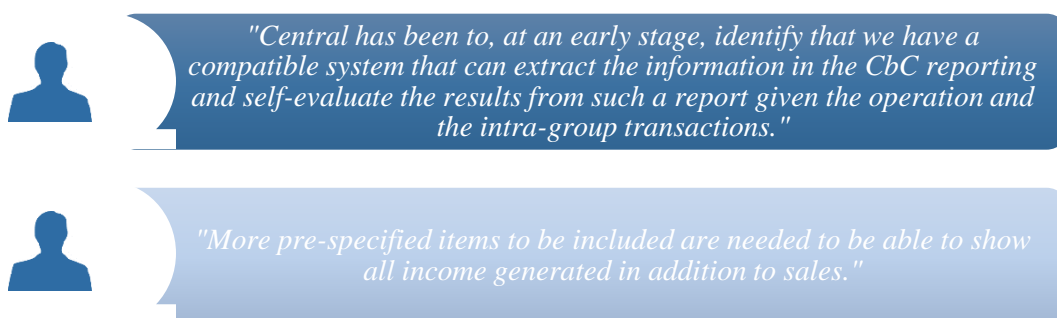 "Central has been to, at an early stage, identify that we have a
compatible system that can extract the information in the CbC reporting
and self-evaluate the results from such a report given the operation and
the intra-group transactions."
"More pre-specified items to be included are needed to be able to show
all income generated in addition to sales."